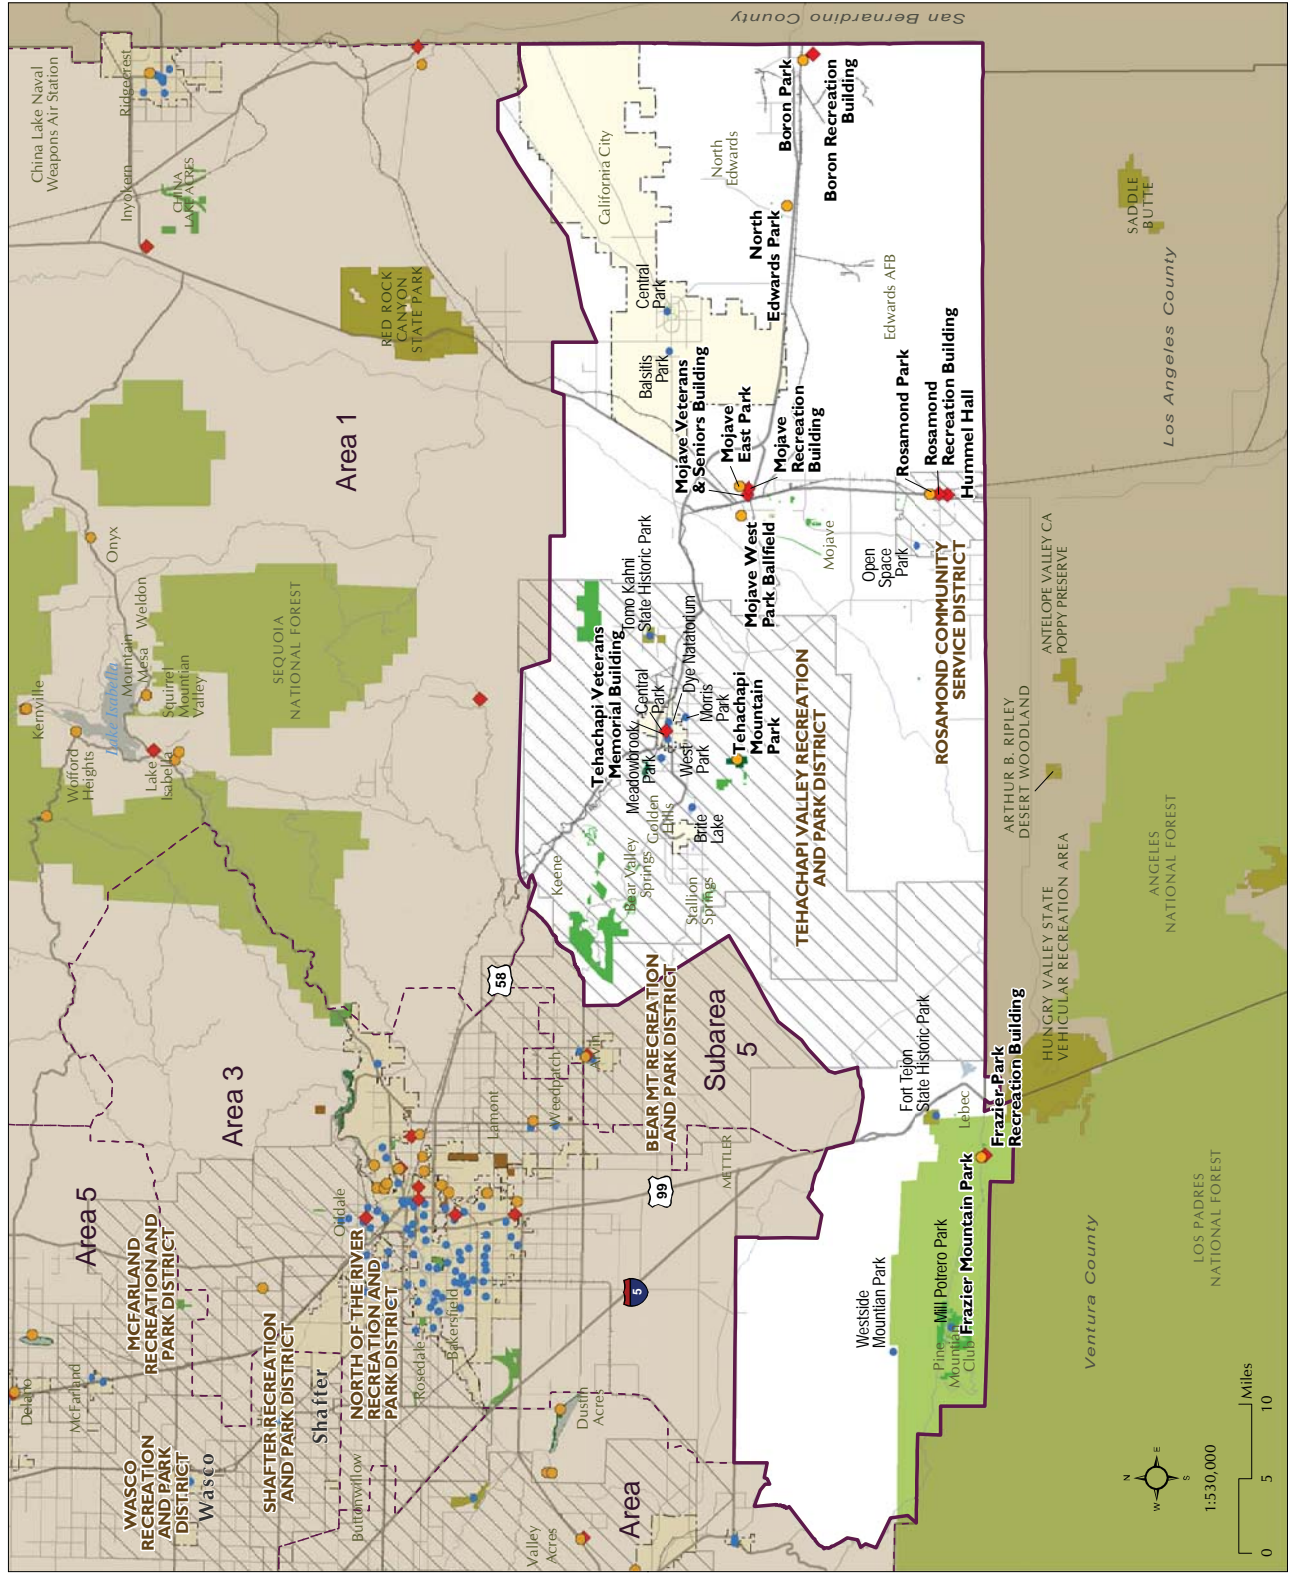 San Bernardino County
China Lake Naval
Weapons Air Station
Ridgecrest
Inyokern
CHINA
LAKE ACRES
RED ROCK
CANYON
STATE PARK
Area 1
Onyx
Weldon
Mountain
Mesa
Squirrel
Mountain
Valley
Kernville
Lake Isabella
Wofford
Heights
Lake
Isabella
SEQUOIA
NATIONAL FOREST
California City
North
Edwards
Boron Park
Boron Recreation
Building
North
Edwards Park
Central
Park
Balsitis
Park
Edwards AFB
Mojave Veterans
& Seniors Building
Mojave
East Park
Mojave
Recreation
Building
Mojave West
Park Ballfield
Mojave
Rosamond Park
Rosamond
Recreation Building
Hummel Hall
Open
Space
Park
ROSAMOND COMMUNITY
SERVICE DISTRICT
SADDLE
BUTTE
Los Angeles County
ANTELOPE VALLEY CA
POPPY PRESERVE
ARTHUR B. RIPLEY
DESERT WOODLAND
HUNGRY VALLEY STATE
VEHICULAR RECREATION AREA
ANGELES
NATIONAL FOREST
Tomo Kahni
State Historic Park
Tehachapi Veterans
Memorial Building
Central
Park
Dye Natatorium
Morris
Park
Meadowbrook
Park
West
Park
Tehachapi
Mountain
Park
Golden
Hills
Brite
Lake
Bear Valley
Springs
Stallion
Springs
Keene
TEHACHAPI VALLEY RECREATION
AND PARK DISTRICT
58
BEAR MT RECREATION
AND PARK DISTRICT
Subarea
5
Arvin
Weedpatch
Lamont
METTLER
99
5
Area 3
Area 5
Oildale
MCFARLAND
RECREATION AND
PARK DISTRICT
NORTH OF THE RIVER
RECREATION AND
PARK DISTRICT
SHAFTER RECREATION
AND PARK DISTRICT
Shafter
WASCO
RECREATION
AND PARK
DISTRICT
Wasco
Delano
McFarland
Rosedale
Bakersfield
Buttonwillow
Dustin
Acres
Valley
Acres
Area
Fort Tejon
State Historic Park
Lebec
Frazier Park
Recreation Building
Frazier Mountain Park
Mill Potrero Park
Pine
Mountain
Club
Westside
Mountian Park
Ventura County
LOS PADRES
NATIONAL FOREST
N
W E
S
1:530,000
0 5 10
Miles